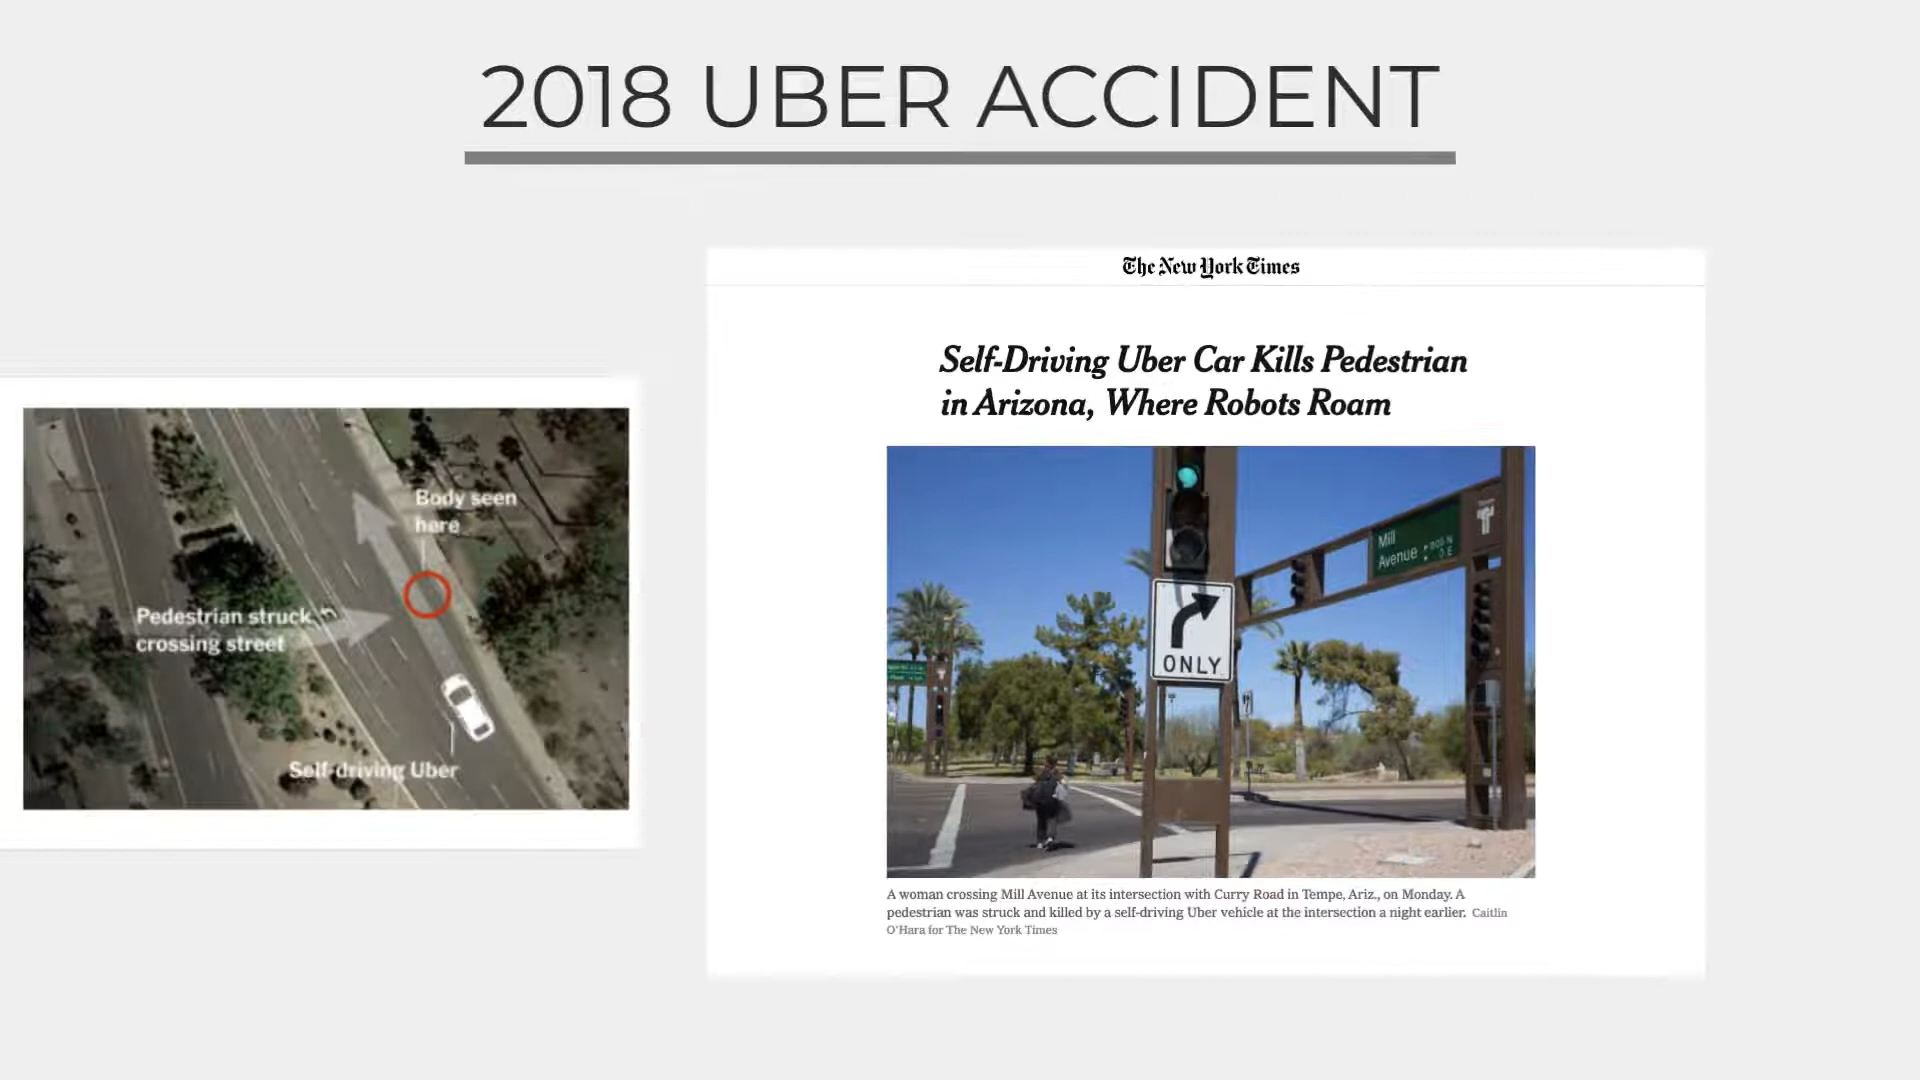 2018 UBER ACCIDENT
The New York Times
Self-Driving Uber Car Kills Pedestrian
in Arizona, Where Robots Roam
Body seen
here
Pedestrian struck
crossing street
Self-driving Uber
Mill
Avenue
ONLY
A woman crossing Mill Avenue at its intersection with Curry Road in Tempe, Ariz., on Monday. A
pedestrian was struck and killed by a self-driving Uber vehicle at the intersection a night earlier. Caitlin
O'Hara for The New York Times